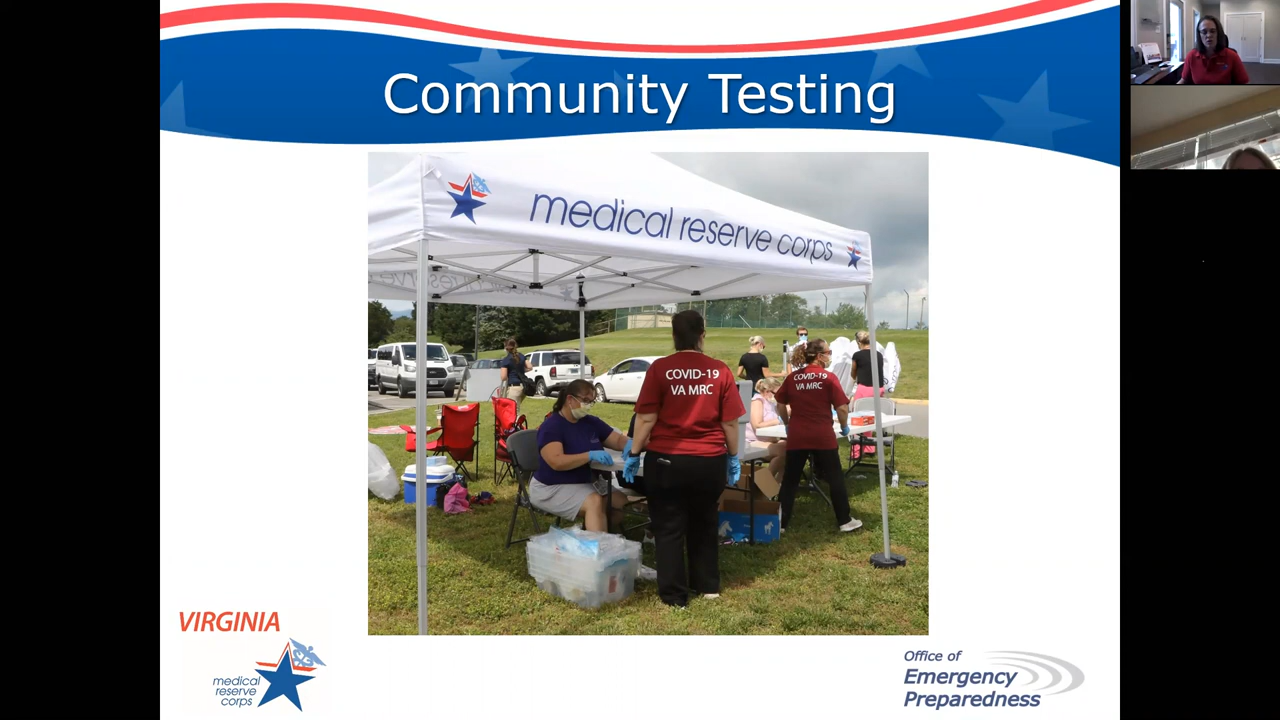 Community Testing
medical reserve corps
COVID-19
VA MRC
COVID-19
VA MRC
VIRGINIA
medical
reserve
corps
Office of
Emergency
Preparedness